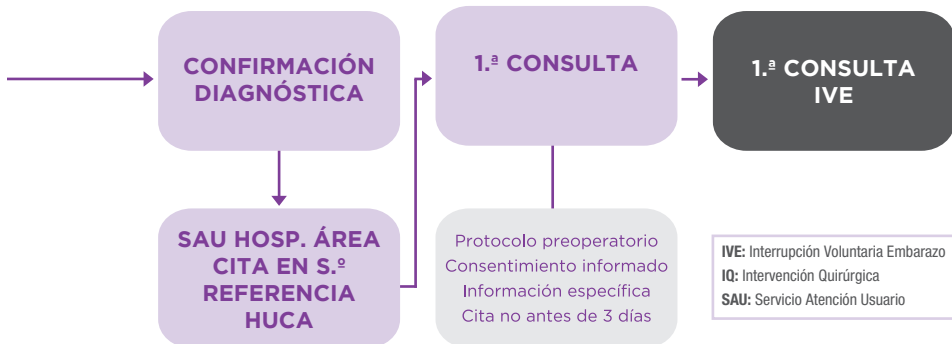 CONFIRMACIÓN
DIAGNÓSTICA
SAU HOSP. ÁREA
CITA EN S.º
REFERENCIA
HUCA
1.ª CONSULTA
Protocolo preoperatorio
Consentimiento informado
Información específica
Cita no antes de 3 días
1.ª CONSULTA
IVE
IVE: Interrupción Voluntaria Embarazo
IQ: Intervención Quirúrgica
SAU: Servicio Atención Usuario